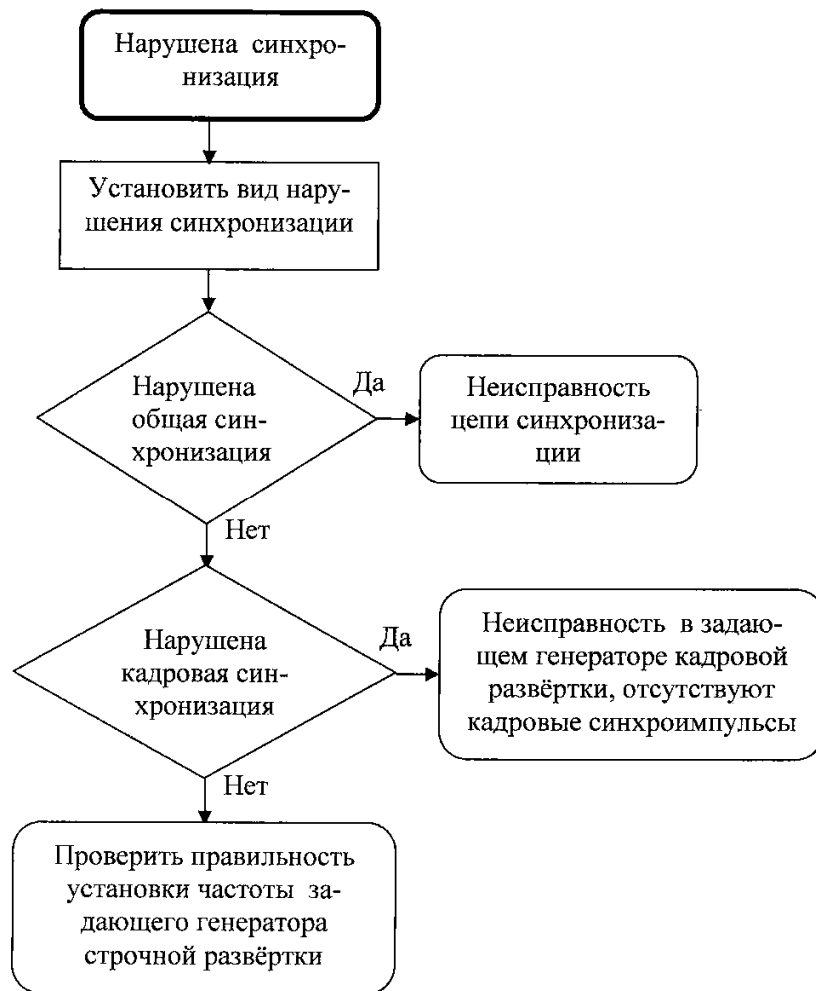 Нарушена синхро-
низация
Установить вид нару-
шения синхронизации
Нарушена
общая син-
хронизация
Да
Неисправность
цепи синхрониза-
ции
Нет
Нарушена
кадровая син-
хронизация
Да
Неисправность в задаю-
щем генераторе кадровой
развёртки, отсутствуют
кадровые синхроимпульсы
Нет
Проверить правильность
установки частоты за-
дающего генератора
строчной развёртки